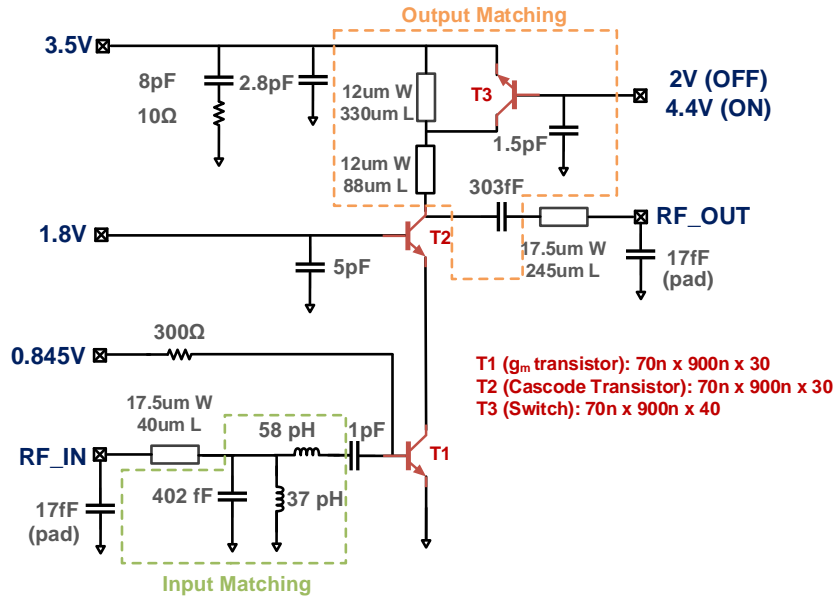 Output Matching
3.5V
8pF
2.8pF
10Ω
12um W
330um L
T3
2V (OFF)
4.4V (ON)
1.5pF
12um W
88um L
303fF
RF_OUT
1.8V
T2
17.5um W
245um L
17fF
(pad)
5pF
300Ω
0.845V
T1 (gm transistor): 70n x 900n x 30
T2 (Cascode Transistor): 70n x 900n x 30
T3 (Switch): 70n x 900n x 40
17.5um W
40um L
58 pH
1pF
RF_IN
T1
402 fF
37 pH
17fF
(pad)
Input Matching